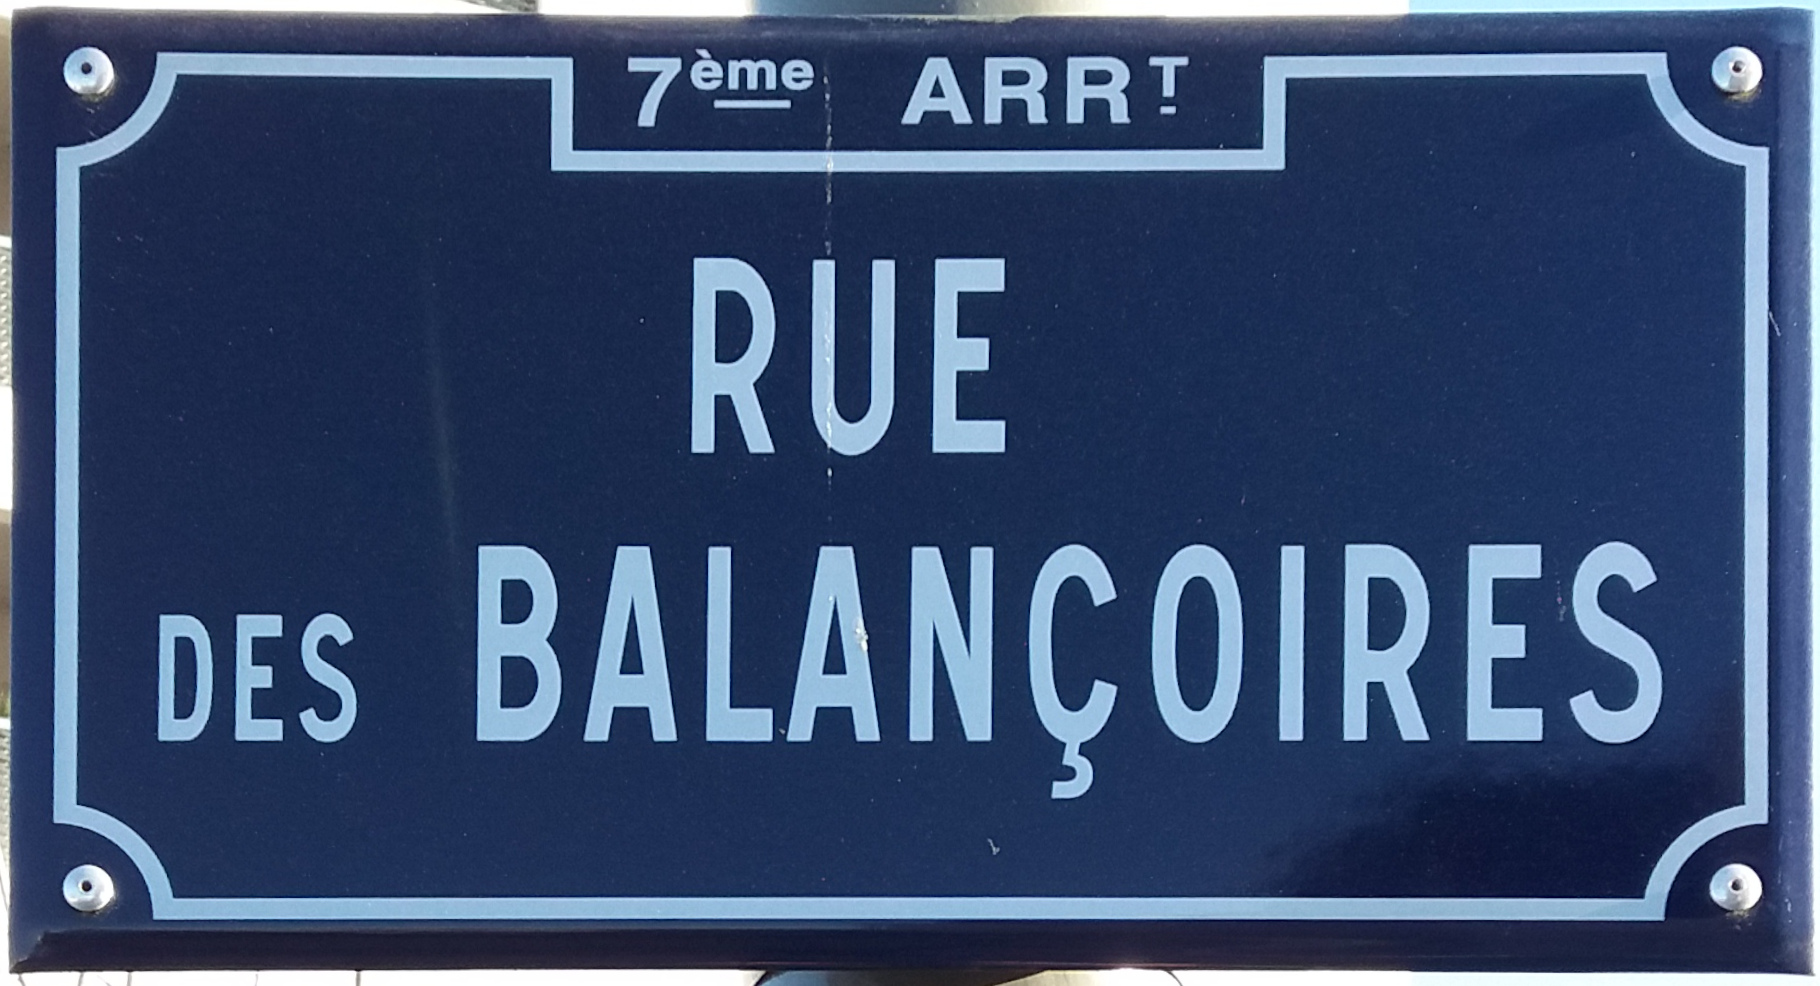 7ème ARRT
RUE
DES BALANÇOIRES